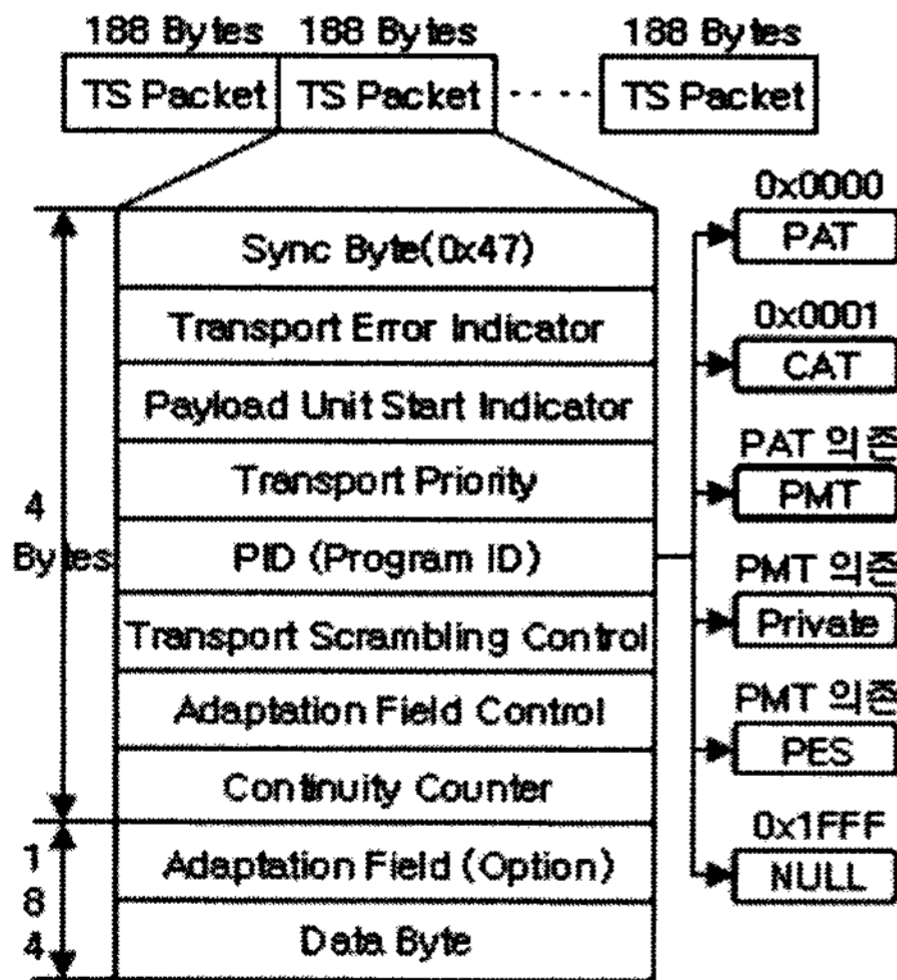 188 Bytes 188 Bytes 188 Bytes
TS Packet TS Packet TS Packet
0x0000
PAT
Sync Byte(0x47)
Transport Error Indicator
0x0001
CAT
Payload Unit Start Indicator
PAT 의존
PMT
Transport Priority
4 Bytes
PID (Program ID)
PMT 의존
Private
Transport Scrambling Control
Adaptation Field Control
PMT 의존
PES
Continuity Counter
0x1FFF
NULL
184
Adaptation Field (Option)
Data Byte